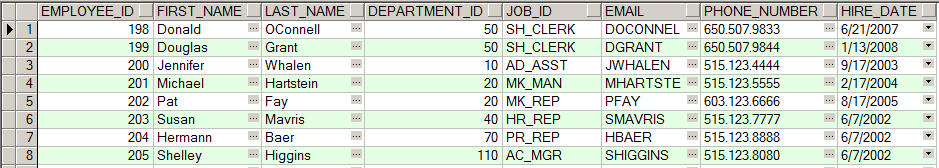 EMPLOYEE_ID FIRST_NAME LAST_NAME DEPARTMENT_ID JOB_ID EMAIL PHONE_NUMBER HIRE_DATE
1 198 Donald ... OConnell ... 50 SH_CLERK ... DOCONNEL ... 650.507.9833 ... 6/21/2007
2 199 Douglas ... Grant ... 50 SH_CLERK ... DGRANT ... 650.507.9844 ... 1/13/2008
3 200 Jennifer ... Whalen ... 10 AD_ASST ... JWHALEN ... 515.123.4444 ... 9/17/2003
4 201 Michael ... Hartstein ... 20 MK_MAN ... MHARTSTE ... 515.123.5555 ... 2/17/2004
5 202 Pat ... Fay ... 20 MK_REP ... PFAY ... 603.123.6666 ... 8/17/2005
6 203 Susan ... Mavris ... 40 HR_REP ... SMAVRIS ... 515.123.7777 ... 6/7/2002
7 204 Hermann ... Baer ... 70 PR_REP ... HBAER ... 515.123.8888 ... 6/7/2002
8 205 Shelley ... Higgins ... 110 AC_MGR ... SHIGGINS ... 515.123.8080 ... 6/7/2002